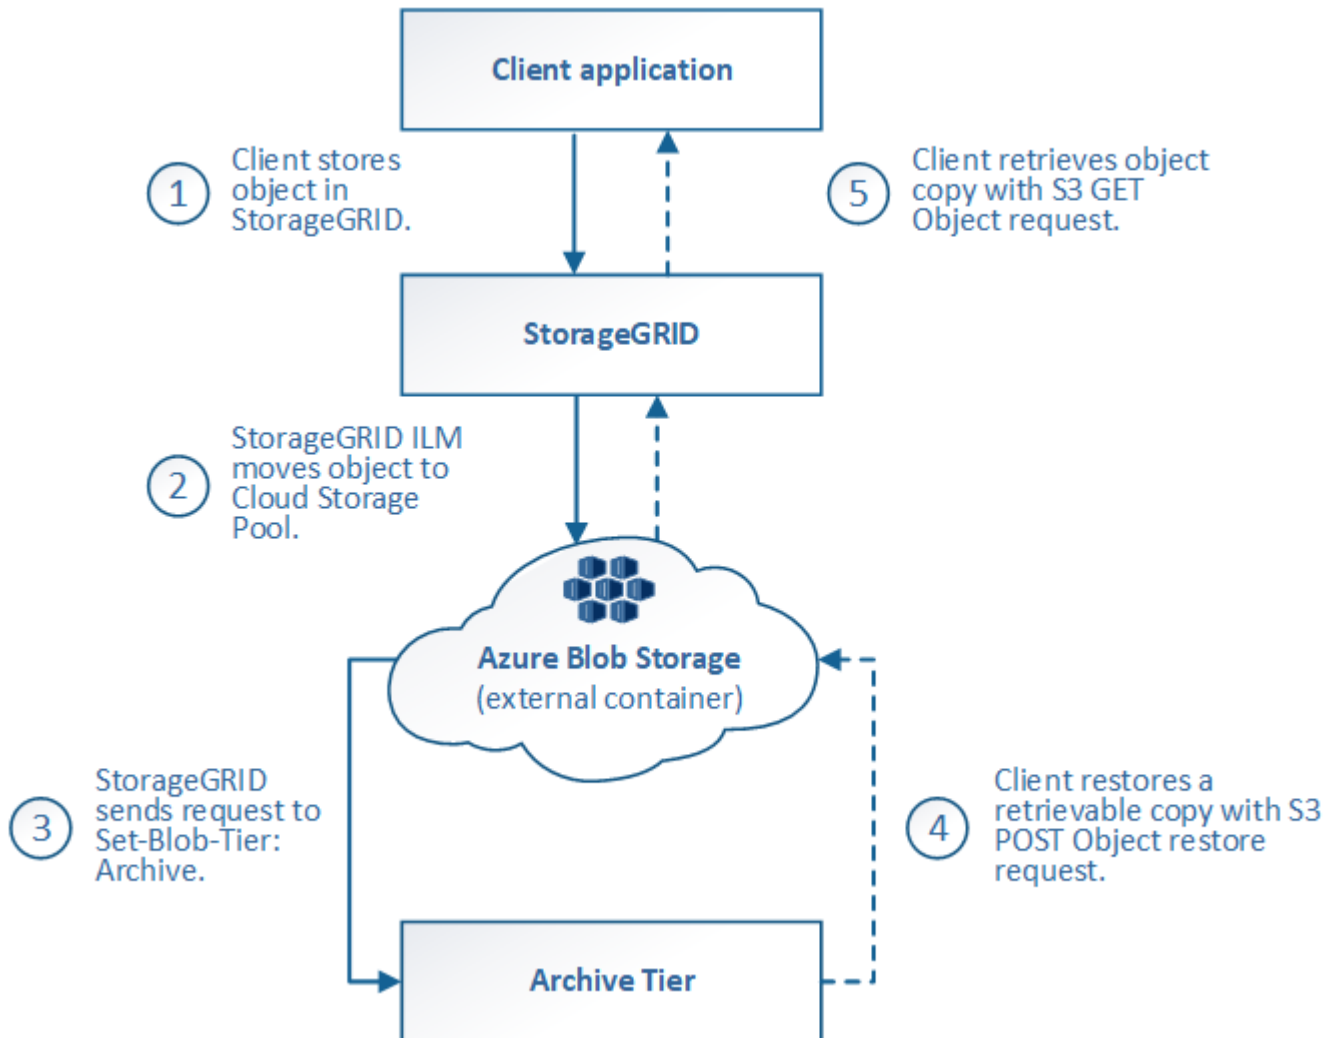 Client application
1
Client stores
object in
StorageGRID.
5
Client retrieves object
copy with S3 GET
Object request.
StorageGRID
2
StorageGRID ILM
moves object to
Cloud Storage
Pool.
Azure Blob Storage
(external container)
3
StorageGRID
sends request to
Set-Blob-Tier:
Archive.
4
Client restores a
retrievable copy with S3
POST Object restore
request.
Archive Tier